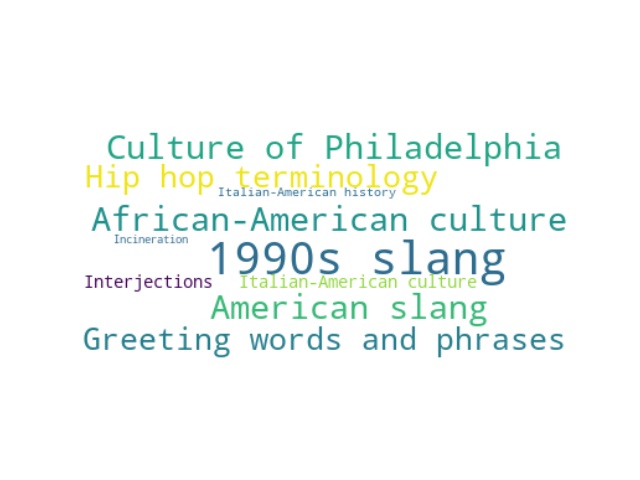 Culture of Philadelphia
Hip hop terminology
Italian-American history
African-American culture
Incineration
1990s slang
Interjections
Italian-American culture
American slang
Greeting words and phrases